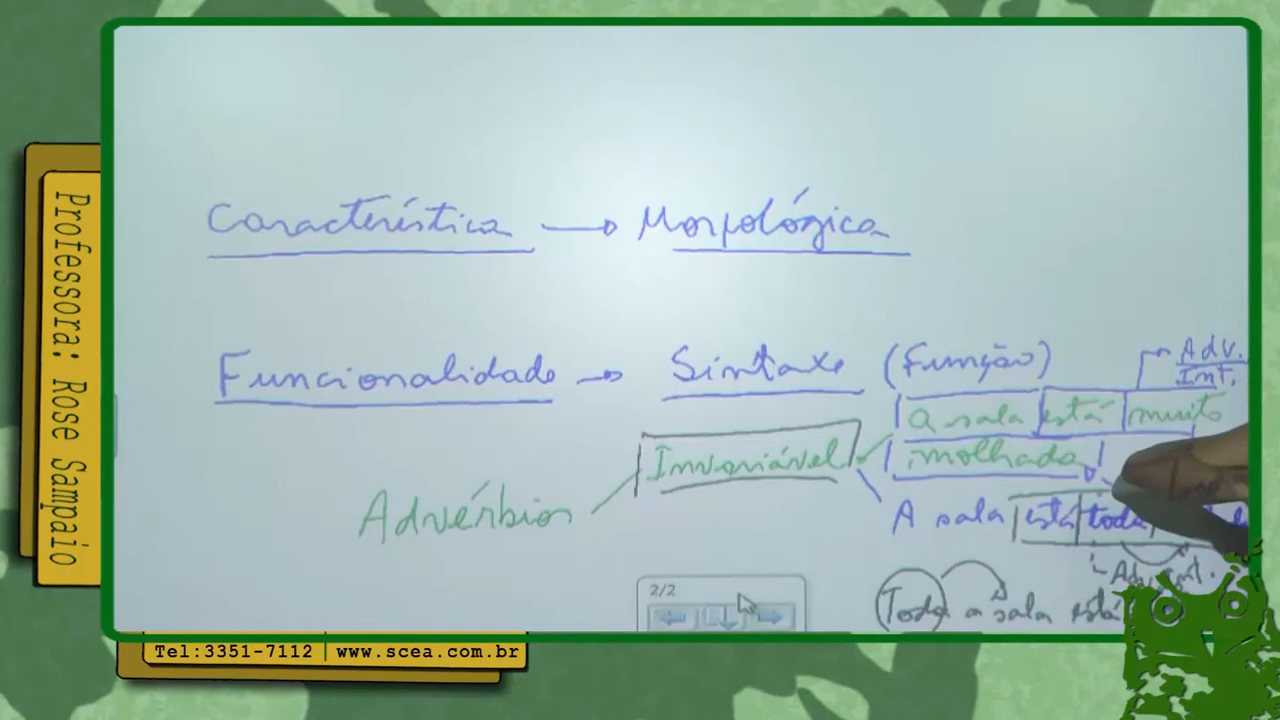 Característica → Morfológica
Funcionalidade → Sintaxe (Função)
Adv.
Int.
a sala está muito
molhada
Invariável
Advérbios
A sala está toda
Adv. Int.
Toda a sala está
2/2
Professora: Rose Sampaio
Tel:3351-7112 | www.scea.com.br